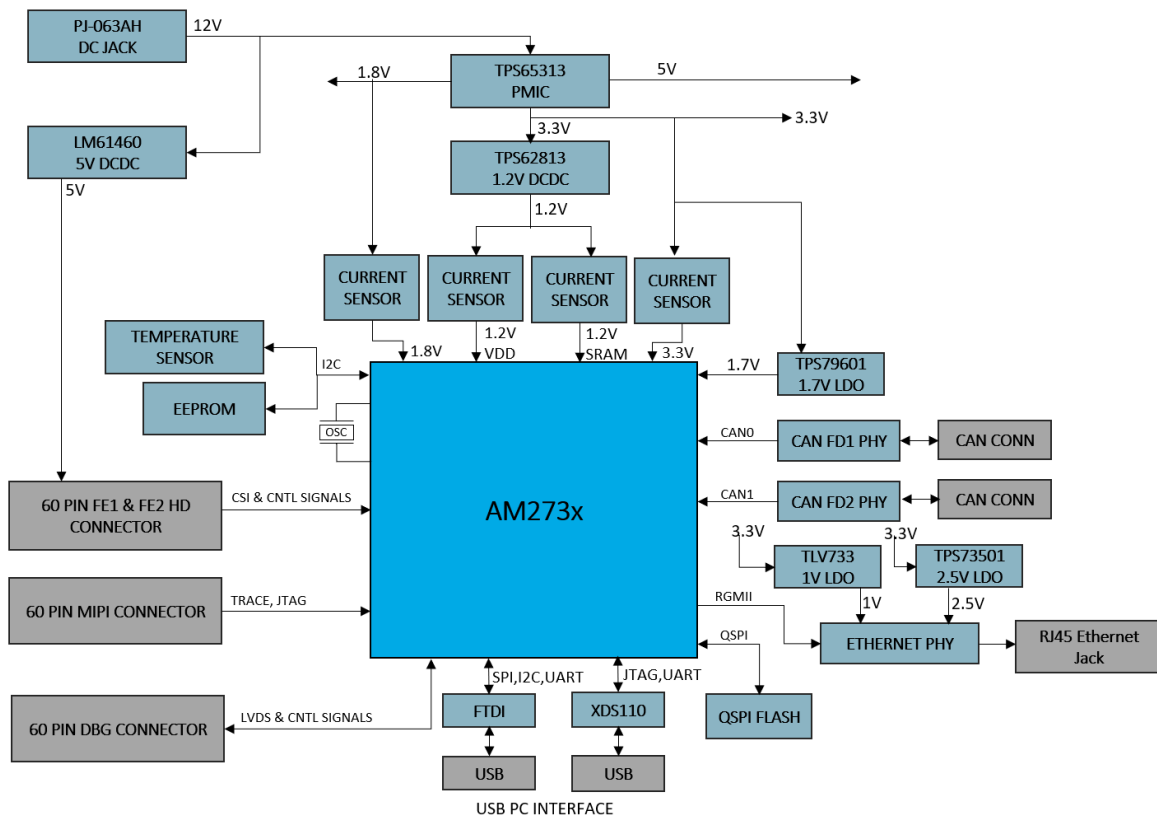 PJ-063AH
DC JACK
12V
TPS65313
PMIC
1.8V
5V
3.3V
3.3V
LM61460
5V DCDC
5V
TPS62813
1.2V DCDC
1.2V
CURRENT
SENSOR
CURRENT
SENSOR
CURRENT
SENSOR
CURRENT
SENSOR
1.8V
1.2V
VDD
1.2V
SRAM
3.3V
TEMPERATURE
SENSOR
I2C
EEPROM
OSC
1.7V
TPS79601
1.7V LDO
CAN0
CAN FD1 PHY
CAN CONN
60 PIN FE1 & FE2 HD
CONNECTOR
CSI & CNTL SIGNALS
AM273x
CAN1
CAN FD2 PHY
CAN CONN
3.3V
TLV733
1V LDO
3.3V
TPS73501
2.5V LDO
1V
2.5V
60 PIN MIPI CONNECTOR
TRACE, JTAG
RGMII
ETHERNET PHY
RJ45 Ethernet
Jack
QSPI
QSPI FLASH
60 PIN DBG CONNECTOR
LVDS & CNTL SIGNALS
SPI,I2C,UART
FTDI
USB
JTAG,UART
XDS110
USB
USB PC INTERFACE